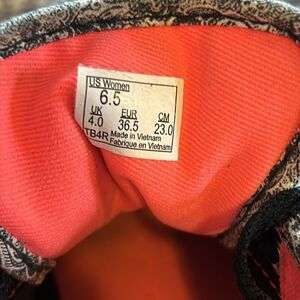 US Women
6.5
UK EUR CM
4.0 36.5 23.0
TB4R Made in Vietnam
Fabrique en Vietnam